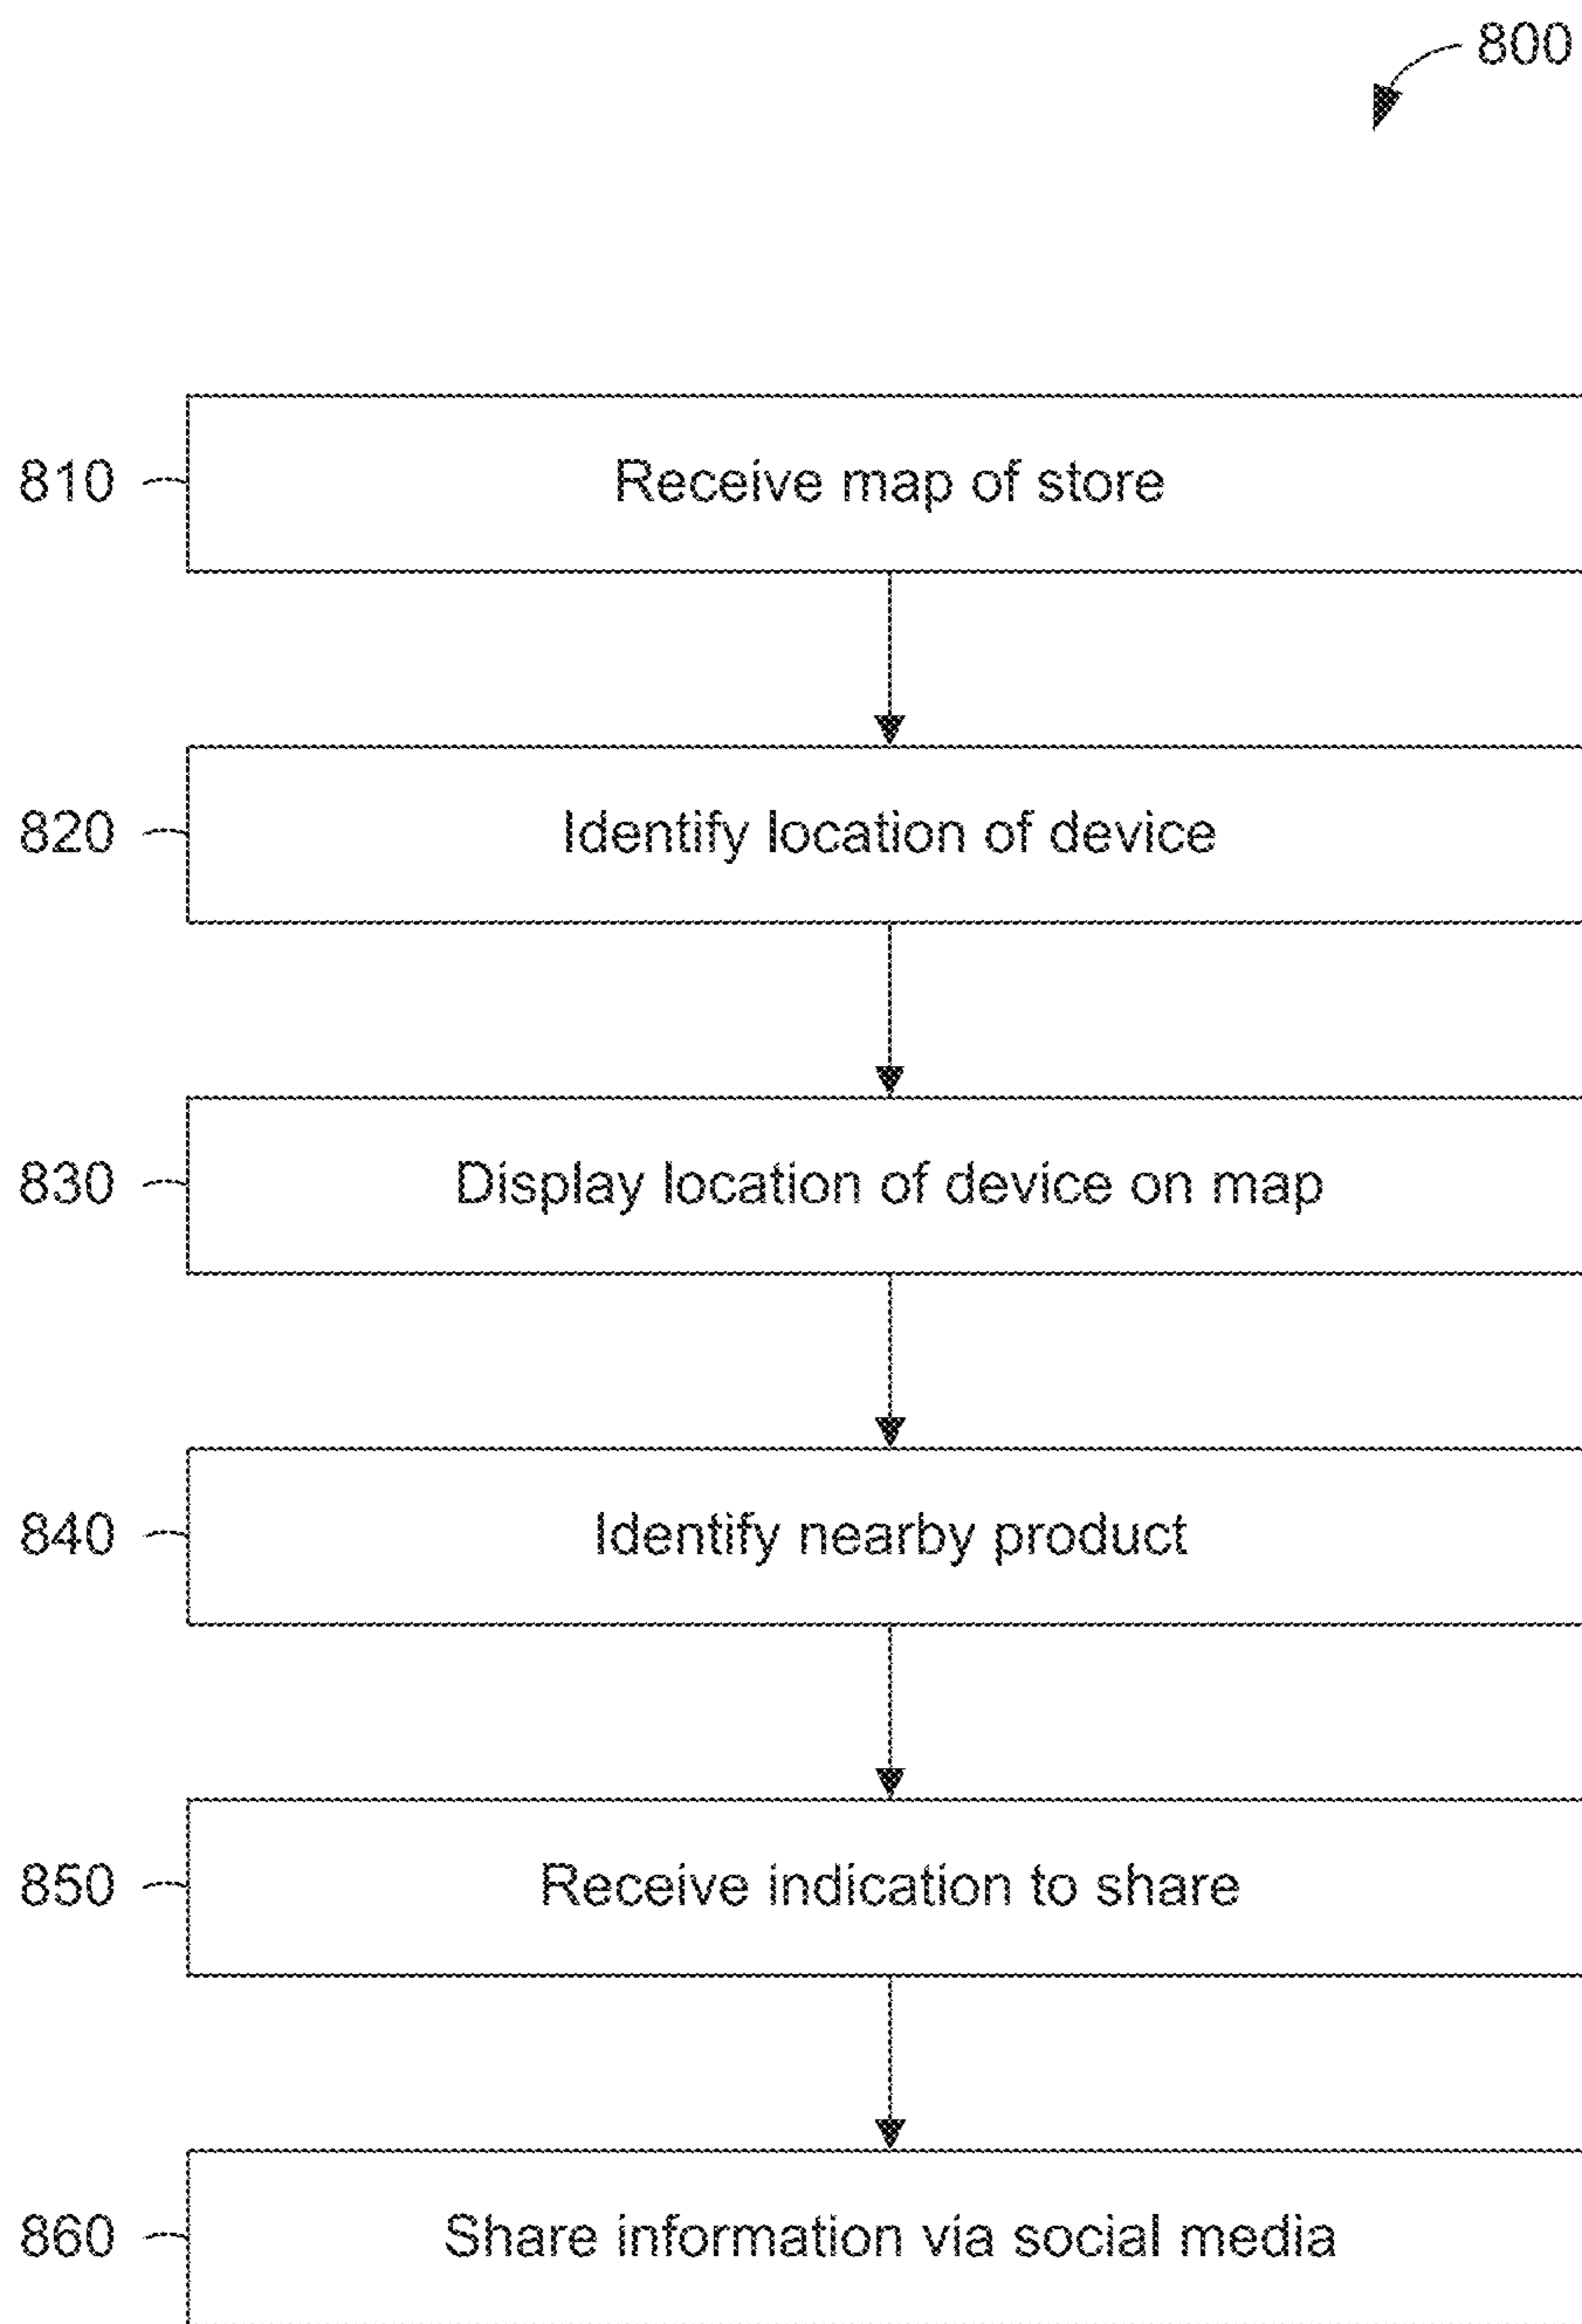 800
810 Receive map of store
820 Identify location of device
830 Display location of device on map
840 Identify nearby product
850 Receive indication to share
860 Share information via social media